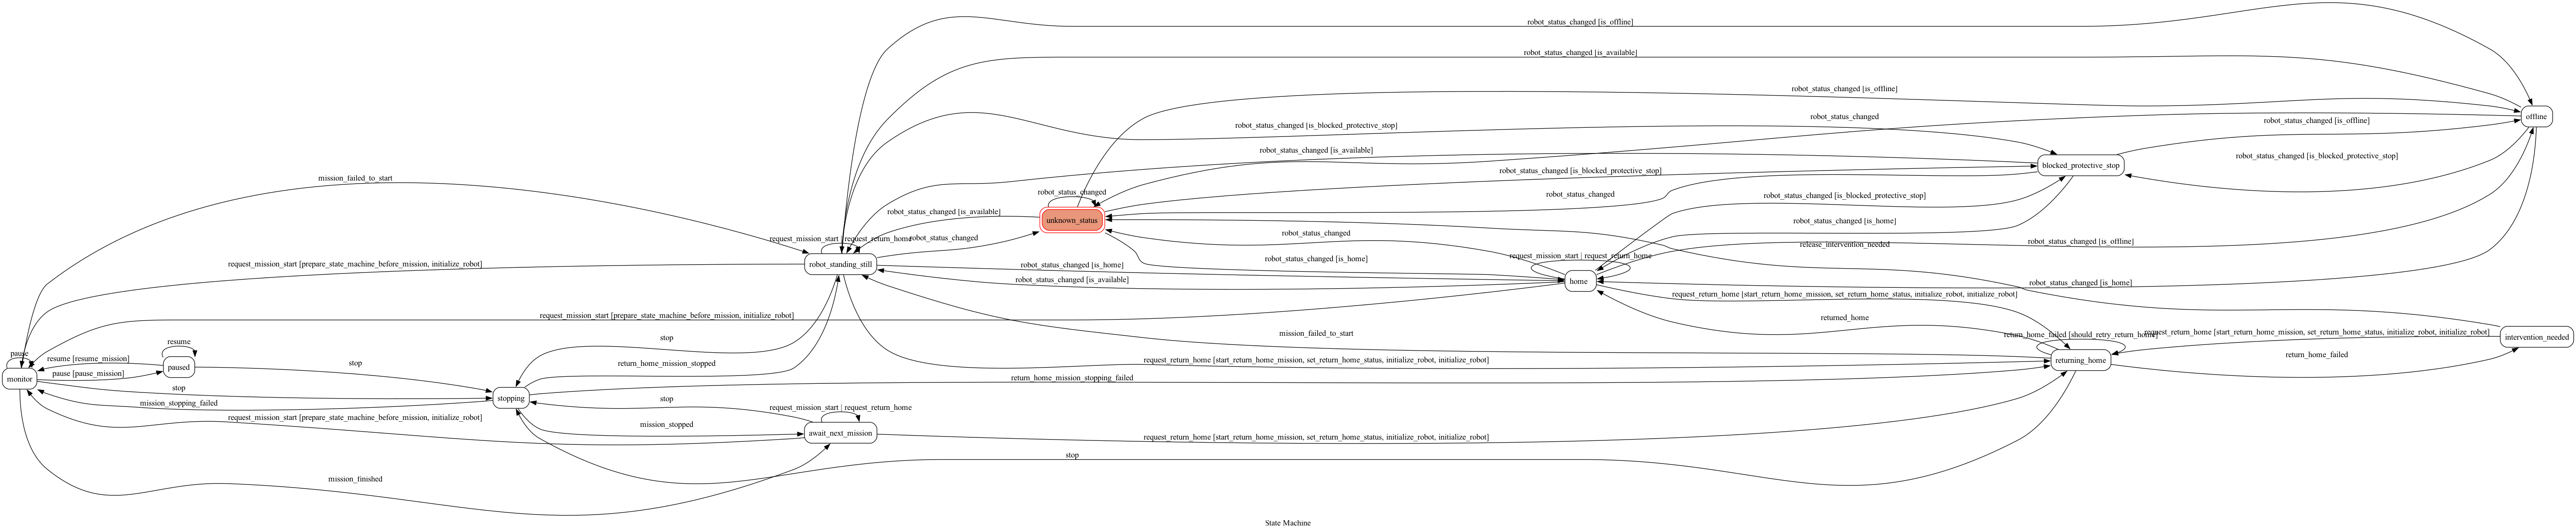 robot_status_changed [is_offline]
robot_status_changed [is_available]
robot_status_changed [is_offline]
robot_status_changed
offline
robot_status_changed [is_blocked_protective_stop]
robot_status_changed [is_offline]
robot_status_changed [is_available]
robot_status_changed [is_blocked_protective_stop]
blocked_protective_stop
robot_status_changed [is_blocked_protective_stop]
mission_failed_to_start
robot_status_changed
robot_status_changed
robot_status_changed [is_blocked_protective_stop]
robot_status_changed [is_available]
unknown_status
robot_status_changed [is_home]
robot_status_changed
request_mission_start | request_return_home
robot_status_changed
release_intervention_needed
robot_status_changed [is_offline]
request_mission_start [prepare_state_machine_before_mission, initialize_robot]
robot_standing_still
robot_status_changed [is_home]
robot_status_changed [is_home]
request_mission_start | request_return_home
robot_status_changed [is_available]
home
robot_status_changed [is_home]
request_return_home [start_return_home_mission, set_return_home_status, initialize_robot, initialize_robot]
request_mission_start [prepare_state_machine_before_mission, initialize_robot]
returned_home
mission_failed_to_start
return_home_failed [should_retry_return_home]
request_return_home [start_return_home_mission, set_return_home_status, initialize_robot, initialize_robot]
intervention_needed
resume
pause
resume [resume_mission]
paused
stop
stop
return_home_mission_stopped
request_return_home [start_return_home_mission, set_return_home_status, initialize_robot, initialize_robot]
returning_home
return_home_failed
monitor
pause [pause_mission]
stop
return_home_mission_stopping_failed
mission_stopping_failed
stopping
stop
request_mission_start | request_return_home
request_mission_start [prepare_state_machine_before_mission, initialize_robot]
mission_stopped
await_next_mission
request_return_home [start_return_home_mission, set_return_home_status, initialize_robot, initialize_robot]
stop
mission_finished
State Machine